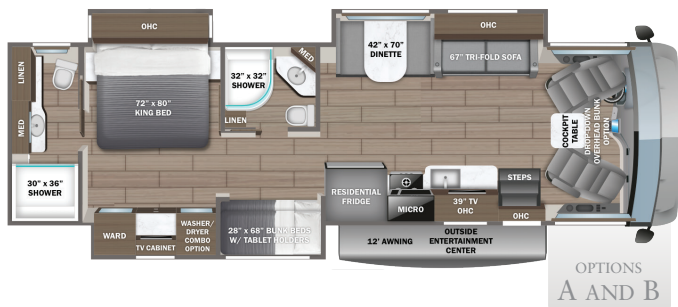 OHC
LINEN
MED
72" x 80"
KING BED
30" x 36"
SHOWER
32" x 32"
SHOWER
MED
LINEN
42" x 70"
DINETTE
OHC
67" TRI-FOLD SOFA
COCKPIT
TABLE
DROP-DOWN
OVERHEAD BUNK
OPTION
WARD
TV CABINET
WASHER/
DRYER
COMBO
OPTION
28" x 68" BUNK BEDS
W/ TABLET HOLDERS
RESIDENTIAL
FRIDGE
MICRO
39" TV
OHC
STEPS
OHC
12' AWNING
OUTSIDE
ENTERTAINMENT
CENTER
OPTIONS
A AND B